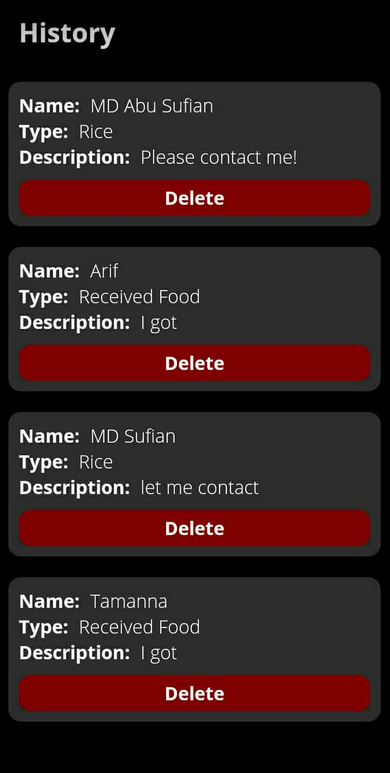 History
Name: MD Abu Sufian
Type: Rice
Description: Please contact me!
Delete
Name: Arif
Type: Received Food
Description: I got
Delete
Name: MD Sufian
Type: Rice
Description: let me contact
Delete
Name: Tamanna
Type: Received Food
Description: I got
Delete